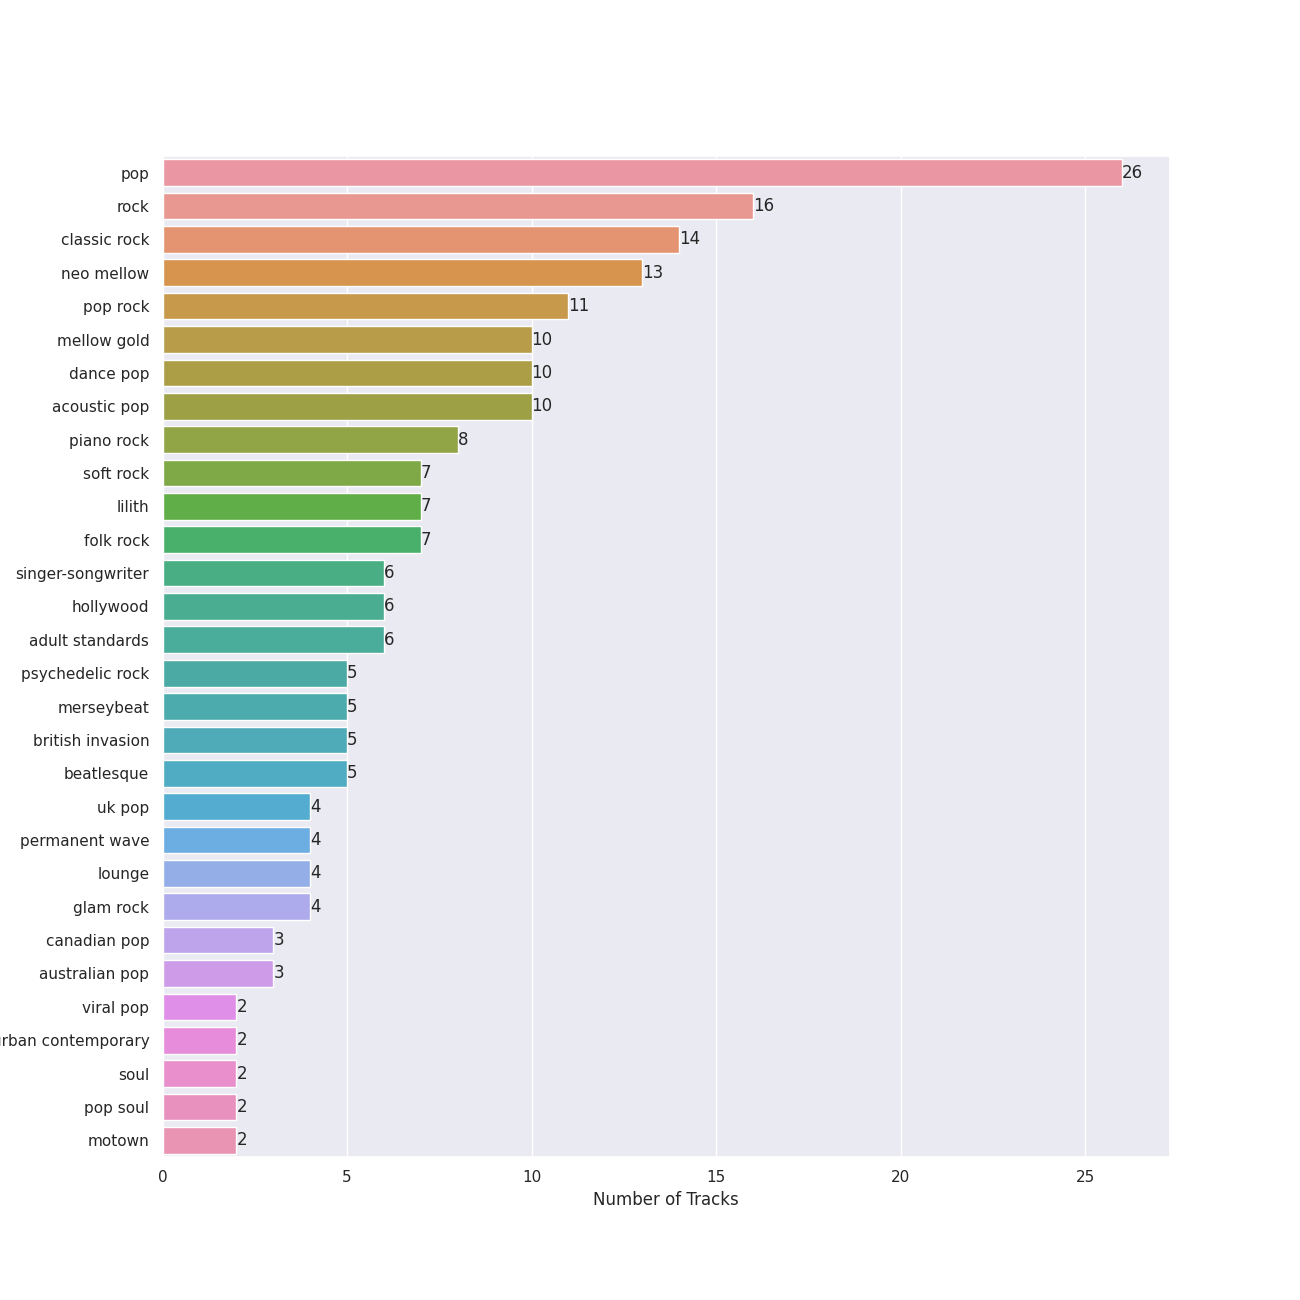 pop 26
rock 16
classic rock 14
neo mellow 13
pop rock 11
mellow gold 10
dance pop 10
acoustic pop 10
piano rock 8
soft rock 7
lilith 7
folk rock 7
singer-songwriter 6
hollywood 6
adult standards 6
psychedelic rock 5
merseybeat 5
british invasion 5
beatlesque 5
uk pop 4
permanent wave 4
lounge 4
glam rock 4
canadian pop 3
australian pop 3
viral pop 2
rban contemporary 2
soul 2
pop soul 2
motown 2
0 5 10 15 20 25
Number of Tracks